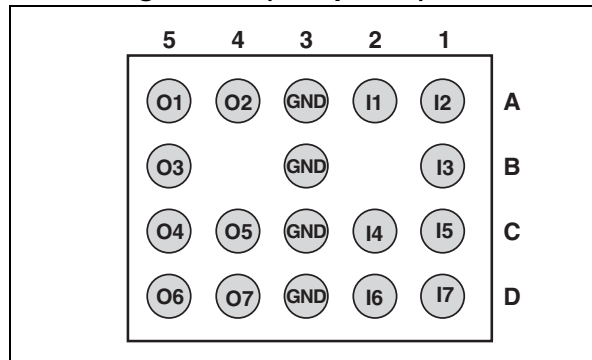 5 4 3 2 1
O1 O2 GND I1 I2 A
O3 GND I3 B
O4 O5 GND I4 I5 C
O6 O7 GND I6 I7 D